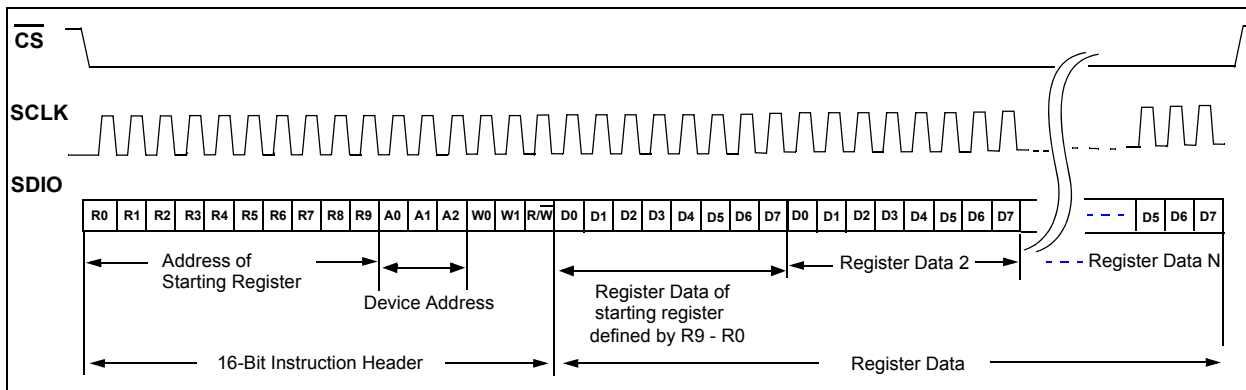 CS
SCLK
SDIO
R0 R1 R2 R3 R4 R5 R6 R7 R8 R9 A0 A1 A2 W0 W1 R/W D0 D1 D2 D3 D4 D5 D6 D7 D0 D1 D2 D3 D4 D5 D6 D7 D5 D6 D7
Address of
Starting Register
Device Address
Register Data of
starting register
defined by R9 - R0
Register Data 2
Register Data N
16-Bit Instruction Header
Register Data